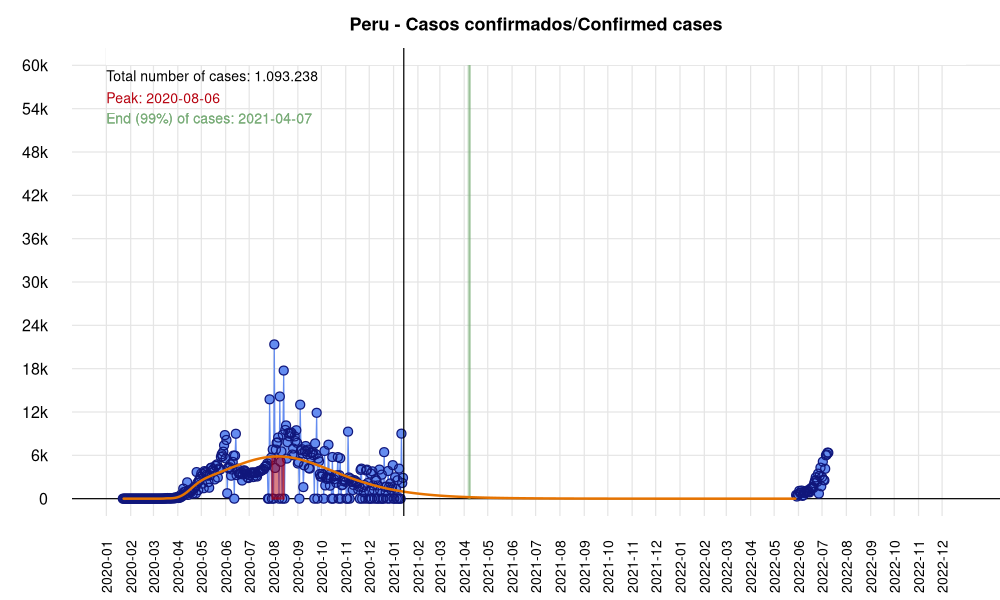 Peru - Casos confirmados/Confirmed cases
60k
Total number of cases: 1.093.238
Peak: 2020-08-06
54k
End (99%) of cases: 2021-04-07
48k
42k
36k
30k
24k
18k
12k
6k
0
2020-01
2020-02
2020-03
2020-04
2020-05
2020-06
2020-07
2020-08
2020-09
2020-10
2020-11
2020-12
2021-01
2021-02
2021-03
2021-04
2021-05
2021-06
2021-07
2021-08
2021-09
2021-10
2021-11
2021-12
2022-01
2022-02
2022-03
2022-04
2022-05
2022-06
2022-07
2022-08
2022-09
2022-10
2022-11
2022-12